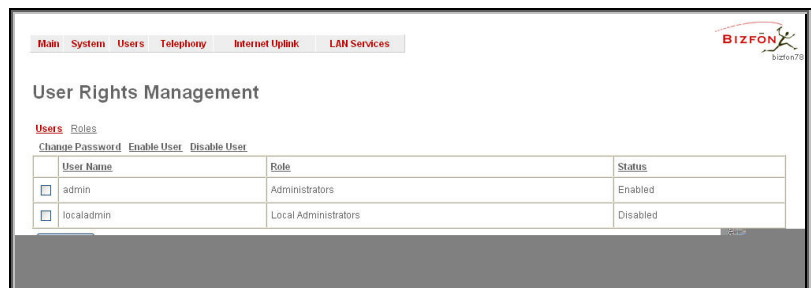 Main System Users Telephony Internet Uplink LAN Services
BIZFŌN
bizfon78
User Rights Management
Users Roles
Change Password Enable User Disable User
User Name Role Status
admin Administrators Enabled
localadmin Local Administrators Disabled